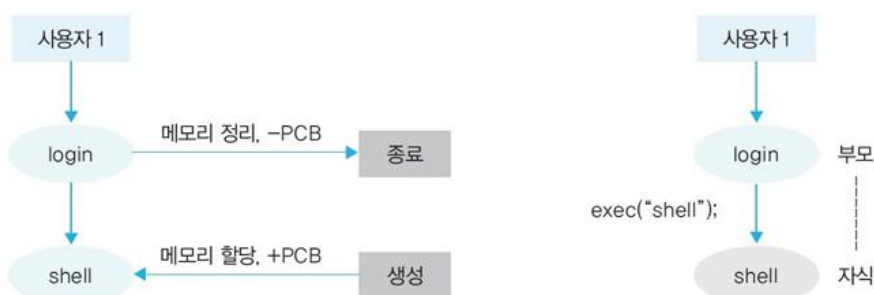 사용자 1
login
메모리 정리, -PCB
종료
shell
메모리 할당, +PCB
생성
사용자 1
login
부모
exec(“shell”);
shell
자식